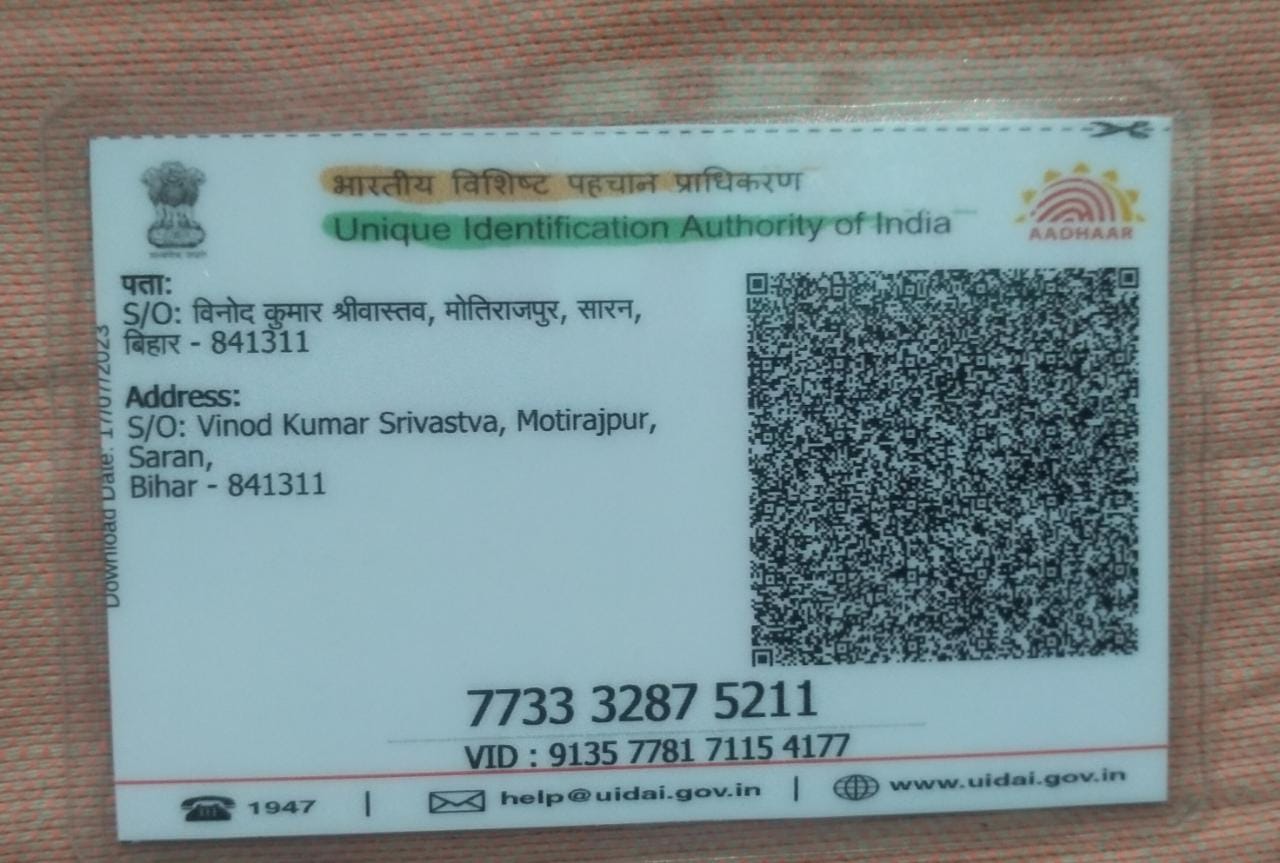 भारतीय विशिष्ट पहचान प्राधिकरण
Unique Identification Authority of India
AADHAAR
पता:
S/O: विनोद कुमार श्रीवास्तव, मोतिराजपुर, सारन,
बिहार - 841311
Address:
S/O: Vinod Kumar Srivastva, Motirajpur,
Saran,
Bihar - 841311
Download Date: 17/07/2023
7733 3287 5211
VID : 9135 7781 7115 4177
1947 | help@uidai.gov.in | www.uidai.gov.in